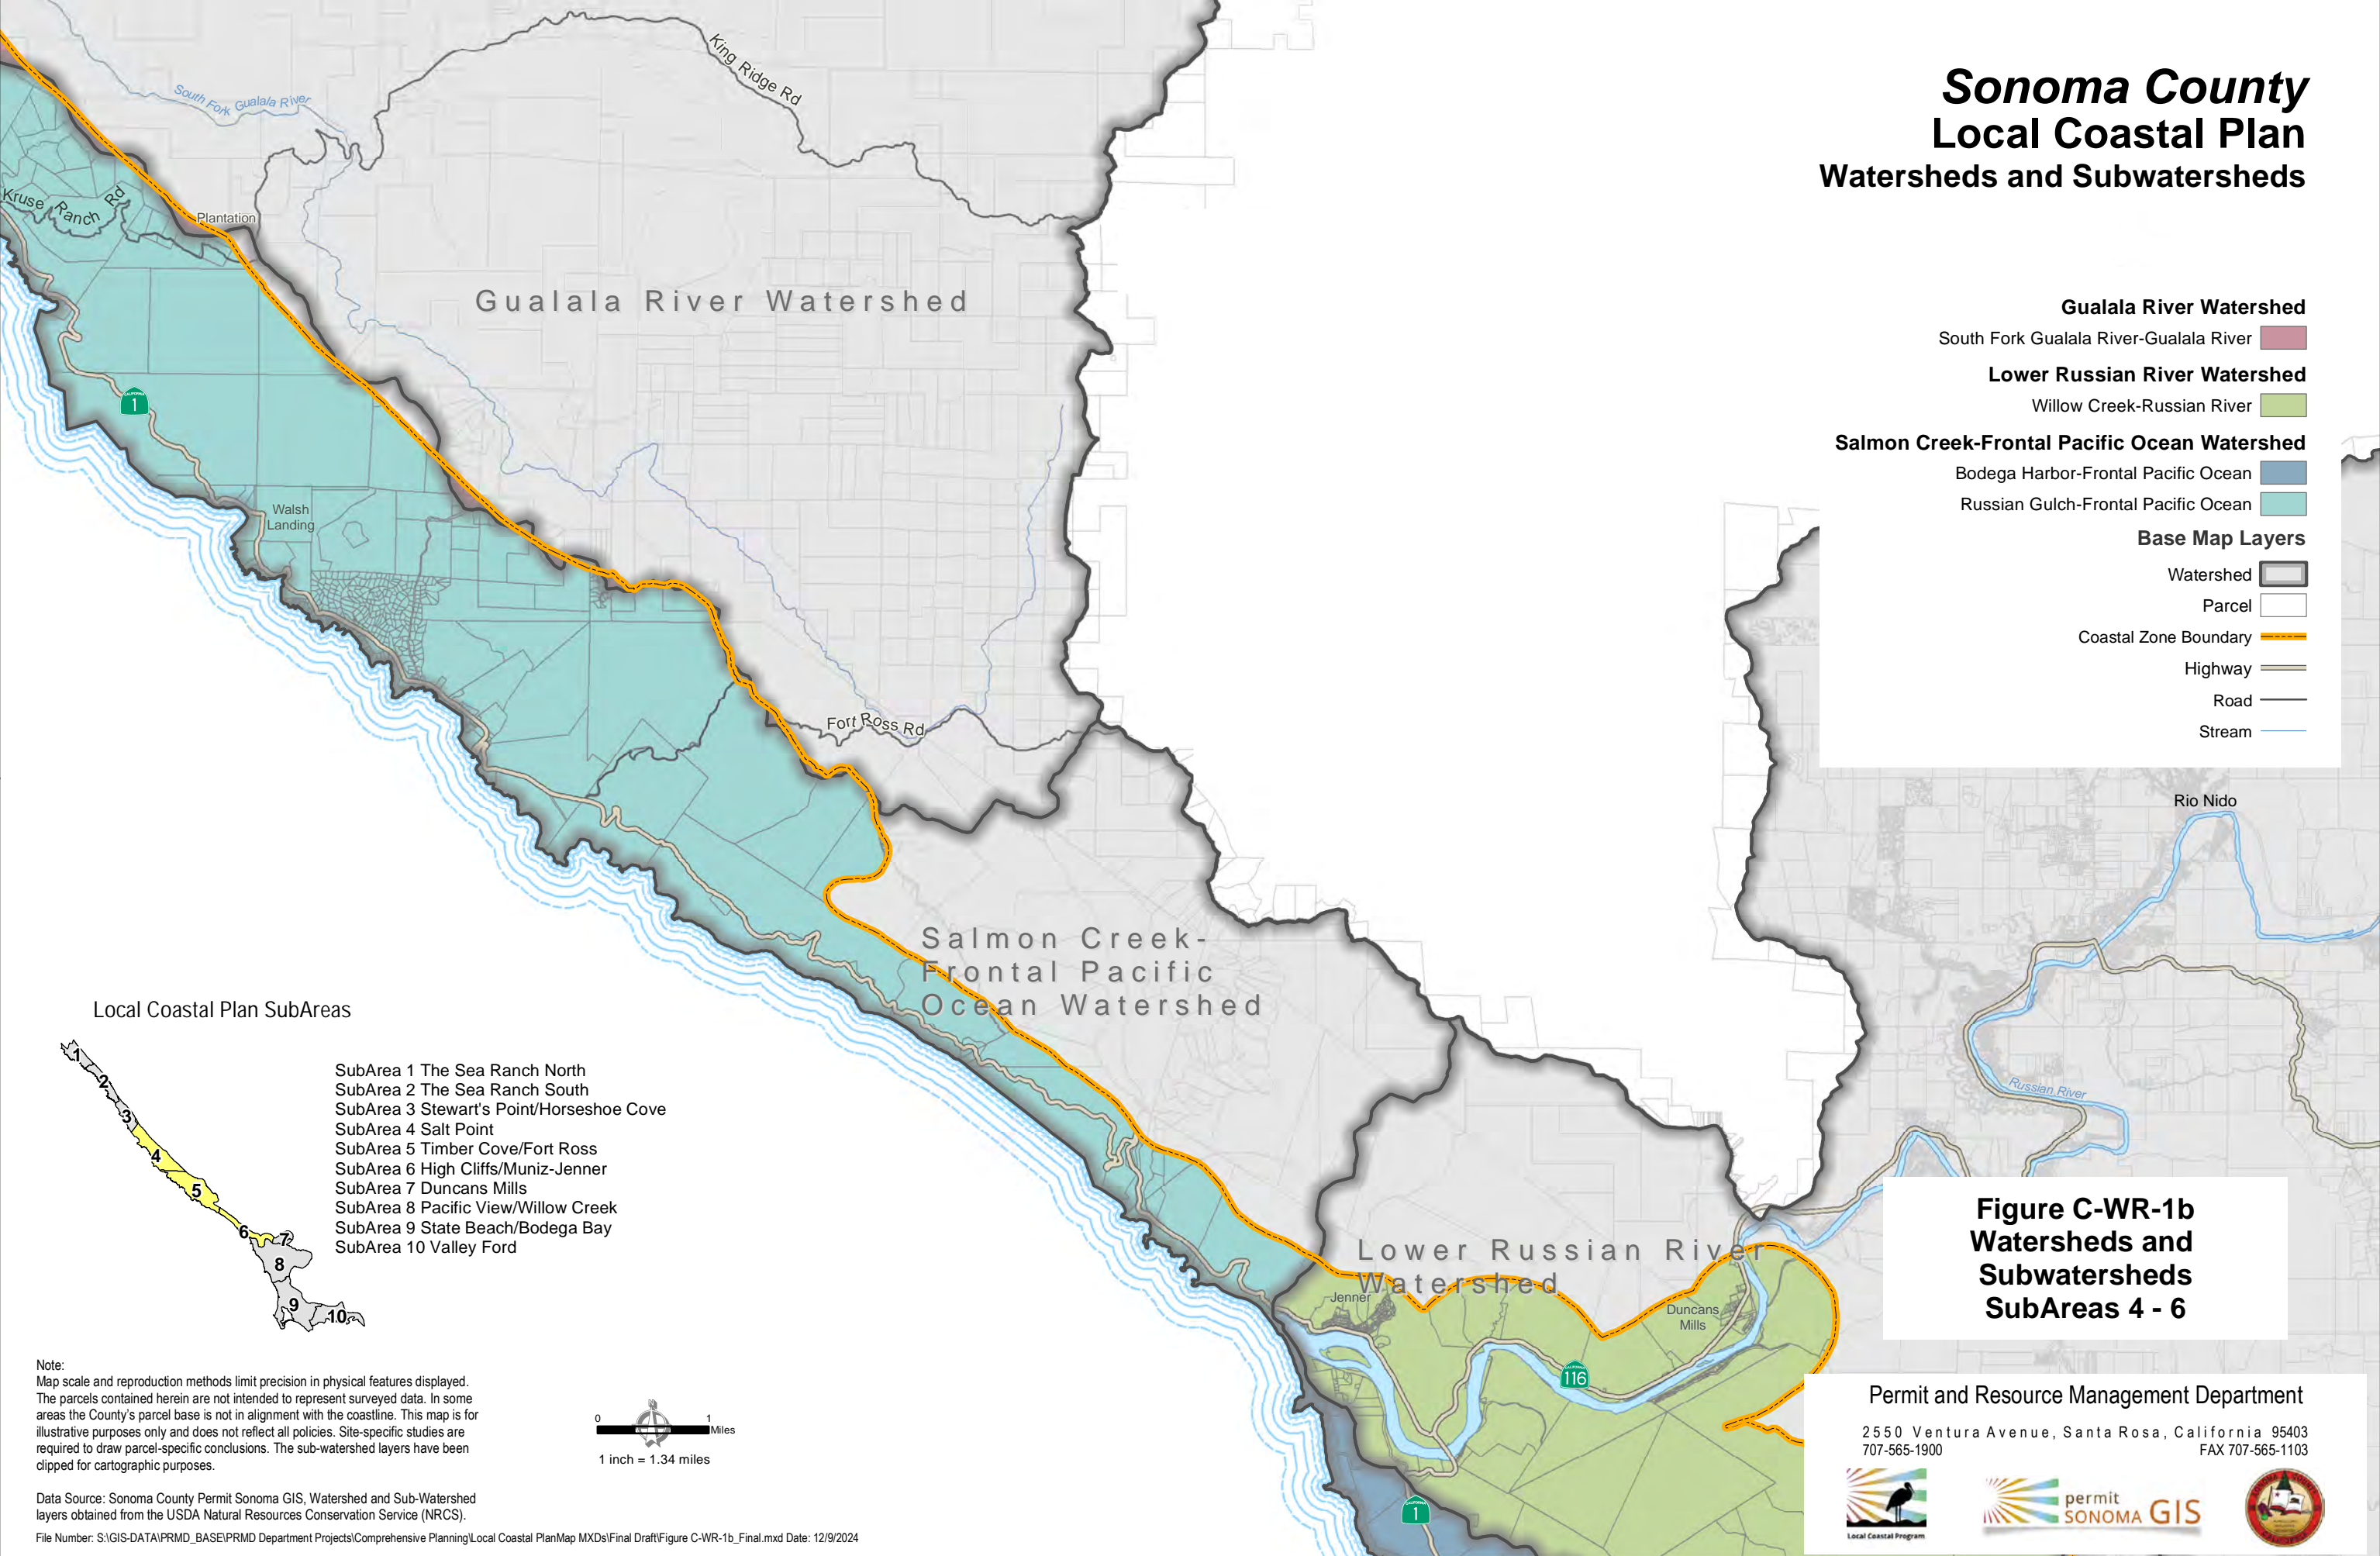 Sonoma County
Local Coastal Plan
Watersheds and Subwatersheds
Gualala River Watershed
South Fork Gualala River-Gualala River
Lower Russian River Watershed
Willow Creek-Russian River
Salmon Creek-Frontal Pacific Ocean Watershed
Bodega Harbor-Frontal Pacific Ocean
Russian Gulch-Frontal Pacific Ocean
Base Map Layers
Watershed
Parcel
Coastal Zone Boundary
Highway
Road
Stream
King Ridge Rd
South Fork Gualala River
Kruse Ranch Rd
Plantation
Gualala River Watershed
1
Walsh
Landing
Fort Ross Rd
Rio Nido
Salmon Creek-
Frontal Pacific
Ocean Watershed
Russian River
Lower Russian River
Watershed
Jenner
Duncans
Mills
116
1
Local Coastal Plan SubAreas
1
2
3
4
5
6
7
8
9
10
SubArea 1 The Sea Ranch North
SubArea 2 The Sea Ranch South
SubArea 3 Stewart's Point/Horseshoe Cove
SubArea 4 Salt Point
SubArea 5 Timber Cove/Fort Ross
SubArea 6 High Cliffs/Muniz-Jenner
SubArea 7 Duncans Mills
SubArea 8 Pacific View/Willow Creek
SubArea 9 State Beach/Bodega Bay
SubArea 10 Valley Ford
Figure C-WR-1b
Watersheds and
Subwatersheds
SubAreas 4 - 6
Note:
Map scale and reproduction methods limit precision in physical features displayed.
The parcels contained herein are not intended to represent surveyed data. In some
areas the County's parcel base is not in alignment with the coastline. This map is for
illustrative purposes only and does not reflect all policies. Site-specific studies are
required to draw parcel-specific conclusions. The sub-watershed layers have been
clipped for cartographic purposes.
Data Source: Sonoma County Permit Sonoma GIS, Watershed and Sub-Watershed
layers obtained from the USDA Natural Resources Conservation Service (NRCS).
File Number: S:\GIS-DATA\PRMD_BASE\PRMD Department Projects\Comprehensive Planning\Local Coastal PlanMap MXDs\Final Draft\Figure C-WR-1b_Final.mxd Date: 12/9/2024
0 1
Miles
1 inch = 1.34 miles
Permit and Resource Management Department
2550 Ventura Avenue, Santa Rosa, California 95403
707-565-1900 FAX 707-565-1103
Local Coastal Program
permit
SONOMA GIS